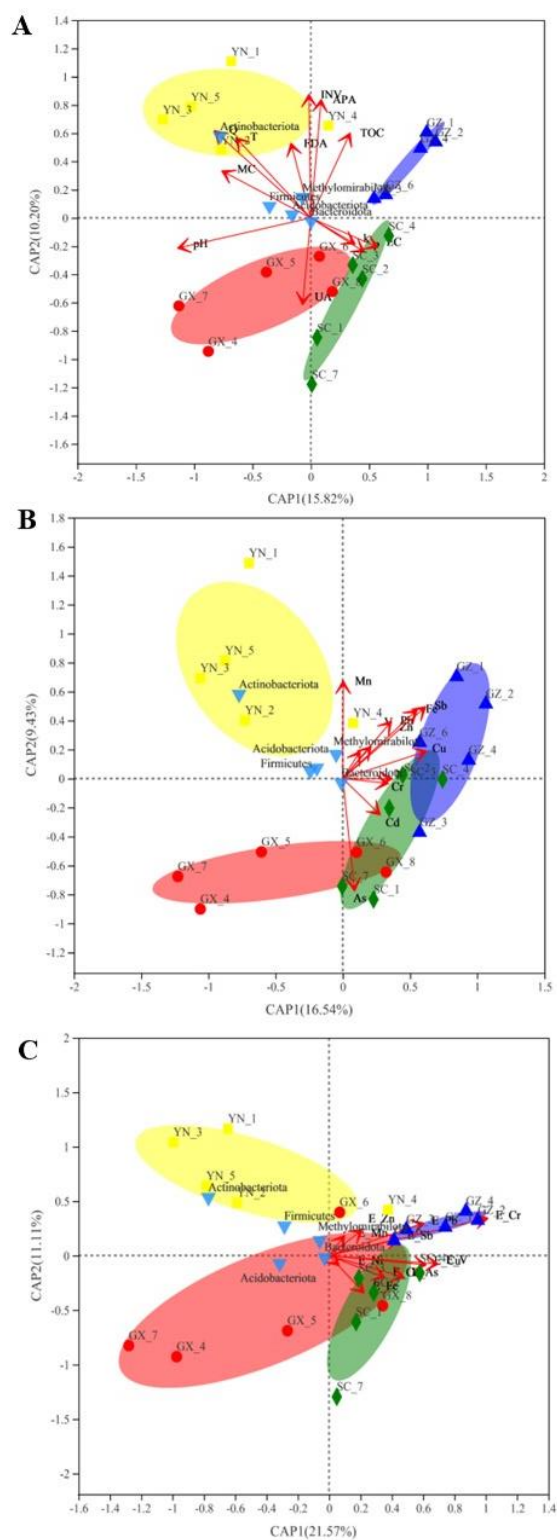 A
CAP2(10.20%)
1.4
1.2
1
0.8
0.6
0.4
0.2
0
-0.2
-0.4
-0.6
-0.8
-1
-1.2
-1.4
-1.6
YN_1
YN_5
YN_3
YN_4
INV
APA
TOC
FDA
T
MC
Actinobacteriota
Methylomirabilota
Firmicutes
Acidobacteriota
Bacteroidota
GZ_1
GZ_2
pH
EC
UA
SC_4
SC_3
SC_2
SC_1
SC_7
GX_6
GX_5
GX_8
GX_7
GX_4
-2
-1.5
-1
-0.5
0
0.5
1
1.5
2
CAP1(15.82%)
B
CAP2(9.43%)
1.8
1.6
1.4
1.2
1
0.8
0.6
0.4
0.2
0
-0.2
-0.4
-0.6
-0.8
-1
-1.2
YN_1
YN_5
YN_3
YN_2
YN_4
Actinobacteriota
Acidobacteriota
Firmicutes
Methylomirabilota
Bacteroidota
Mn
Sb
Zn
Cu
Cr
Cd
As
GZ_1
GZ_2
GZ_6
GZ_4
GZ_3
SC_4
SC_7
SC_1
GX_5
GX_6
GX_7
GX_8
GX_4
-1.5
-1
-0.5
0
0.5
1
1.5
CAP1(16.54%)
C
CAP2(11.11%)
2
1.5
1
0.5
0
-0.5
-1
-1.5
-2
YN_1
YN_3
YN_5
YN_2
YN_4
GX_6
Actinobacteriota
Firmicutes
Methylomirabilota
Bacteroidota
Acidobacteriota
E_Zn
E_Cr
GZ_4
GX_5
GX_7
GX_4
GX_8
SC_7
-1.6
-1.4
-1.2
-1
-0.8
-0.6
-0.4
-0.2
0
0.2
0.4
0.6
0.8
1
1.2
1.4
CAP1(21.57%)